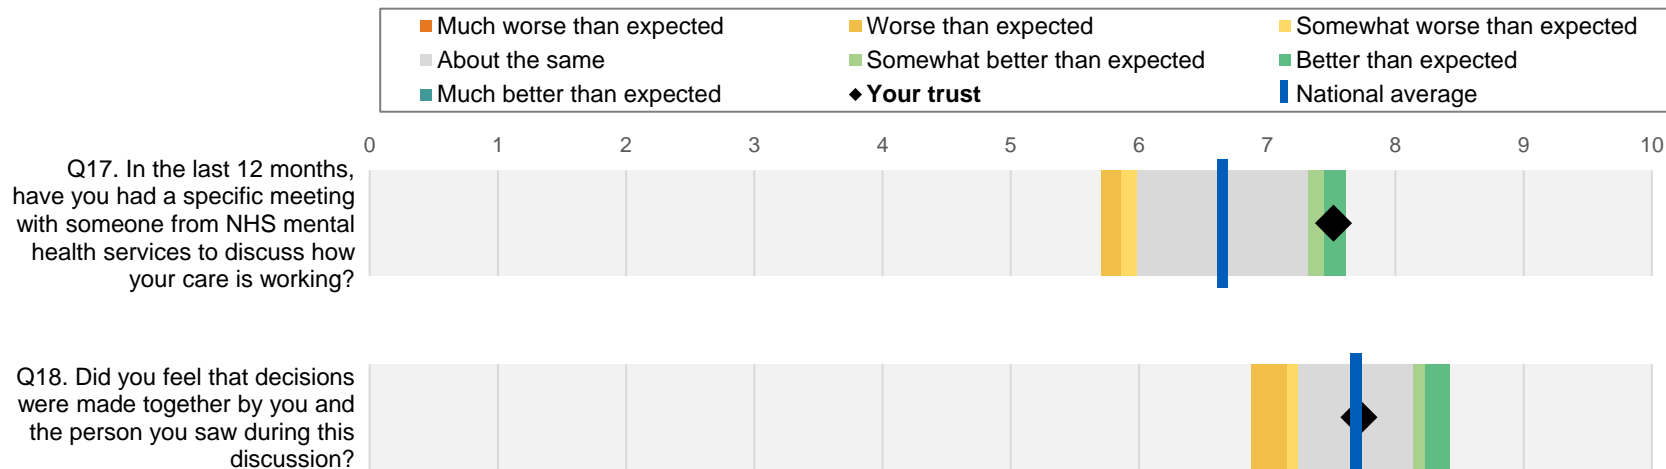 Much worse than expected
Worse than expected
Somewhat worse than expected
About the same
Somewhat better than expected
Better than expected
Much better than expected
Your trust
National average
0 1 2 3 4 5 6 7 8 9 10
Q17. In the last 12 months,
have you had a specific meeting
with someone from NHS mental
health services to discuss how
your care is working?
Q18. Did you feel that decisions
were made together by you and
the person you saw during this
discussion?